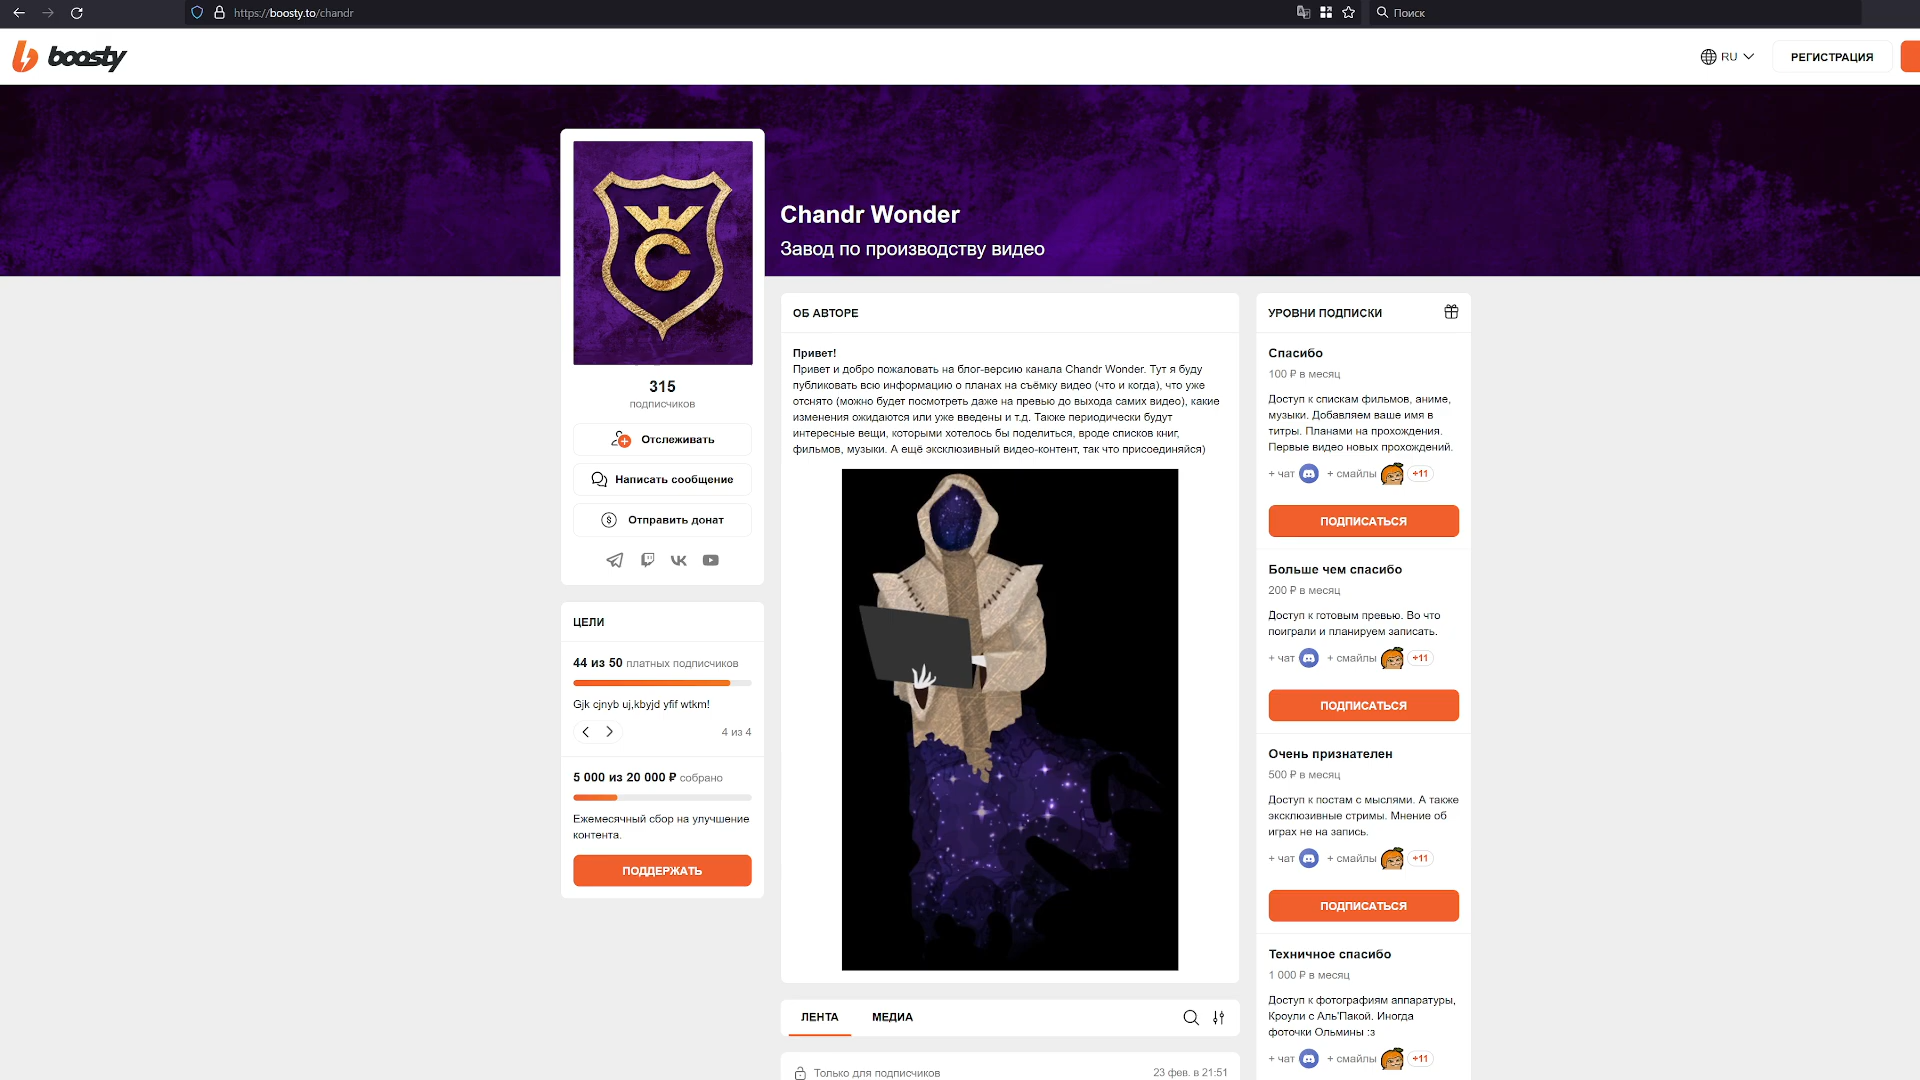 https://boosty.to/chandr
Поиск
boosty
RU
РЕГИСТРАЦИЯ
Chandr Wonder
Завод по производству видео
315
подписчиков
Отслеживать
Написать сообщение
Отправить донат
ЦЕЛИ
44 из 50 платных подписчиков
Gjk cjnyb uj,kbyjd yfif wtkm!
4 из 4
5 000 из 20 000 ₽ собрано
Ежемесячный сбор на улучшение
контента.
ПОДДЕРЖАТЬ
ОБ АВТОРЕ
Привет!
Привет и добро пожаловать на блог-версию канала Chandr Wonder. Тут я буду
публиковать всю информацию о планах на съёмку видео (что и когда), что уже
отснято (можно будет посмотреть даже на превью до выхода самих видео), какие
изменения ожидаются или уже введены и т.д. Также периодически будут
интересные вещи, которыми хотелось бы поделиться, вроде списков книг,
фильмов, музыки. А ещё эксклюзивный видео-контент, так что присоединяйся)
ЛЕНТА
МЕДИА
Только для подписчиков
23 фев. в 21:51
УРОВНИ ПОДПИСКИ
Спасибо
100 ₽ в месяц
Доступ к спискам фильмов, аниме,
музыки. Добавляем ваше имя в
титры. Планами на прохождения.
Первые видео новых прохождений.
+ чат + смайлы +11
ПОДПИСАТЬСЯ
Больше чем спасибо
200 ₽ в месяц
Доступ к готовым превью. Во что
поиграли и планируем записать.
+ чат + смайлы +11
ПОДПИСАТЬСЯ
Очень признателен
500 ₽ в месяц
Доступ к постам с мыслями. А также
эксклюзивные стримы. Мнение об
играх не на запись.
+ чат + смайлы +11
ПОДПИСАТЬСЯ
Техничное спасибо
1 000 ₽ в месяц
Доступ к фотографиям аппаратуры,
Кроули с Аль'Пакой. Иногда
фоточки Ольмины :з
+ чат + смайлы +11